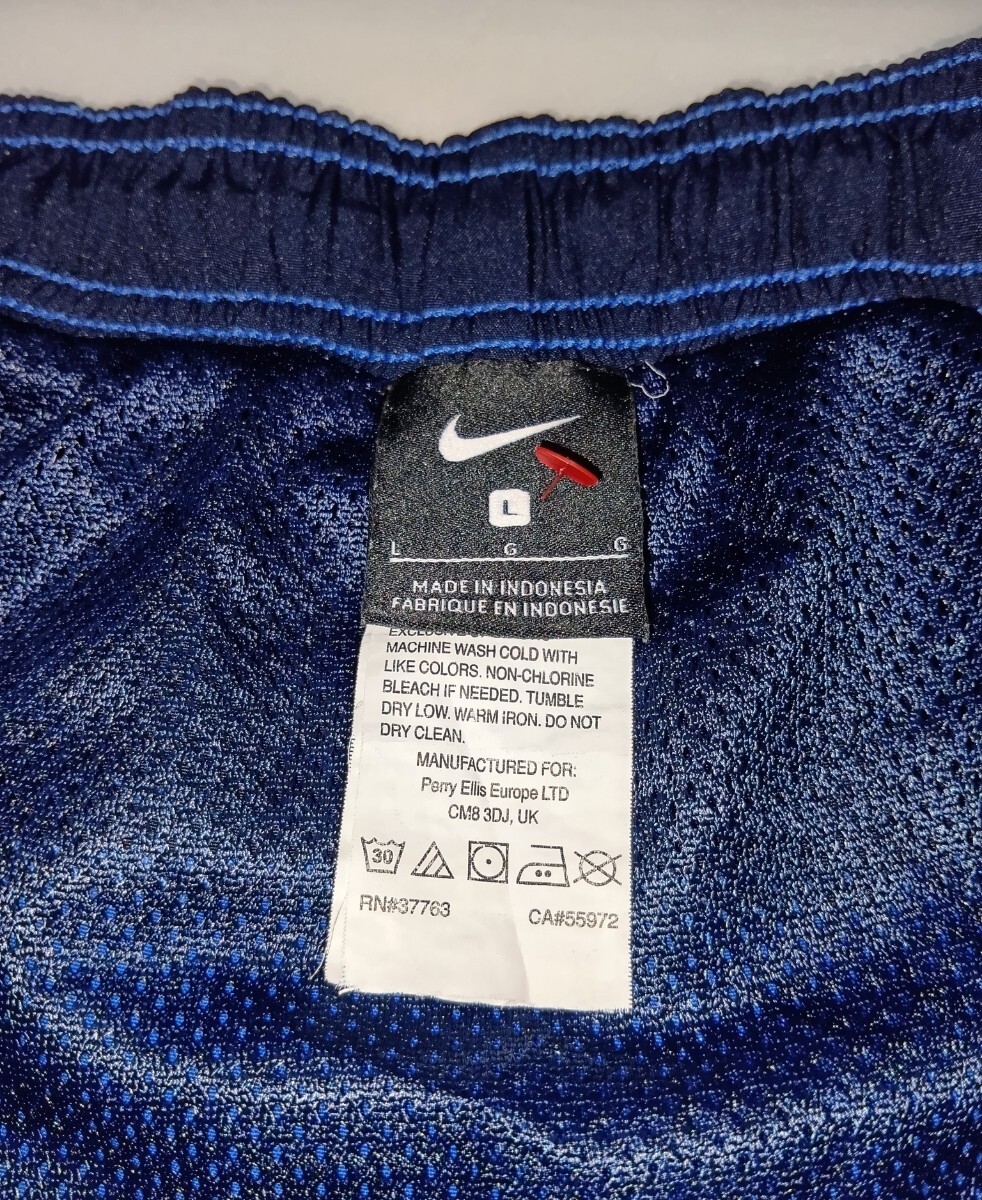 L
L G G
MADE IN INDONESIA
FABRIQUE EN INDONESIE
MACHINE WASH COLD WITH
LIKE COLORS. NON-CHLORINE
BLEACH IF NEEDED. TUMBLE
DRY LOW. WARM IRON. DO NOT
DRY CLEAN.
MANUFACTURED FOR:
Perry Ellis Europe LTD
CM8 3DJ, UK
30
RN#37763 CA#55972